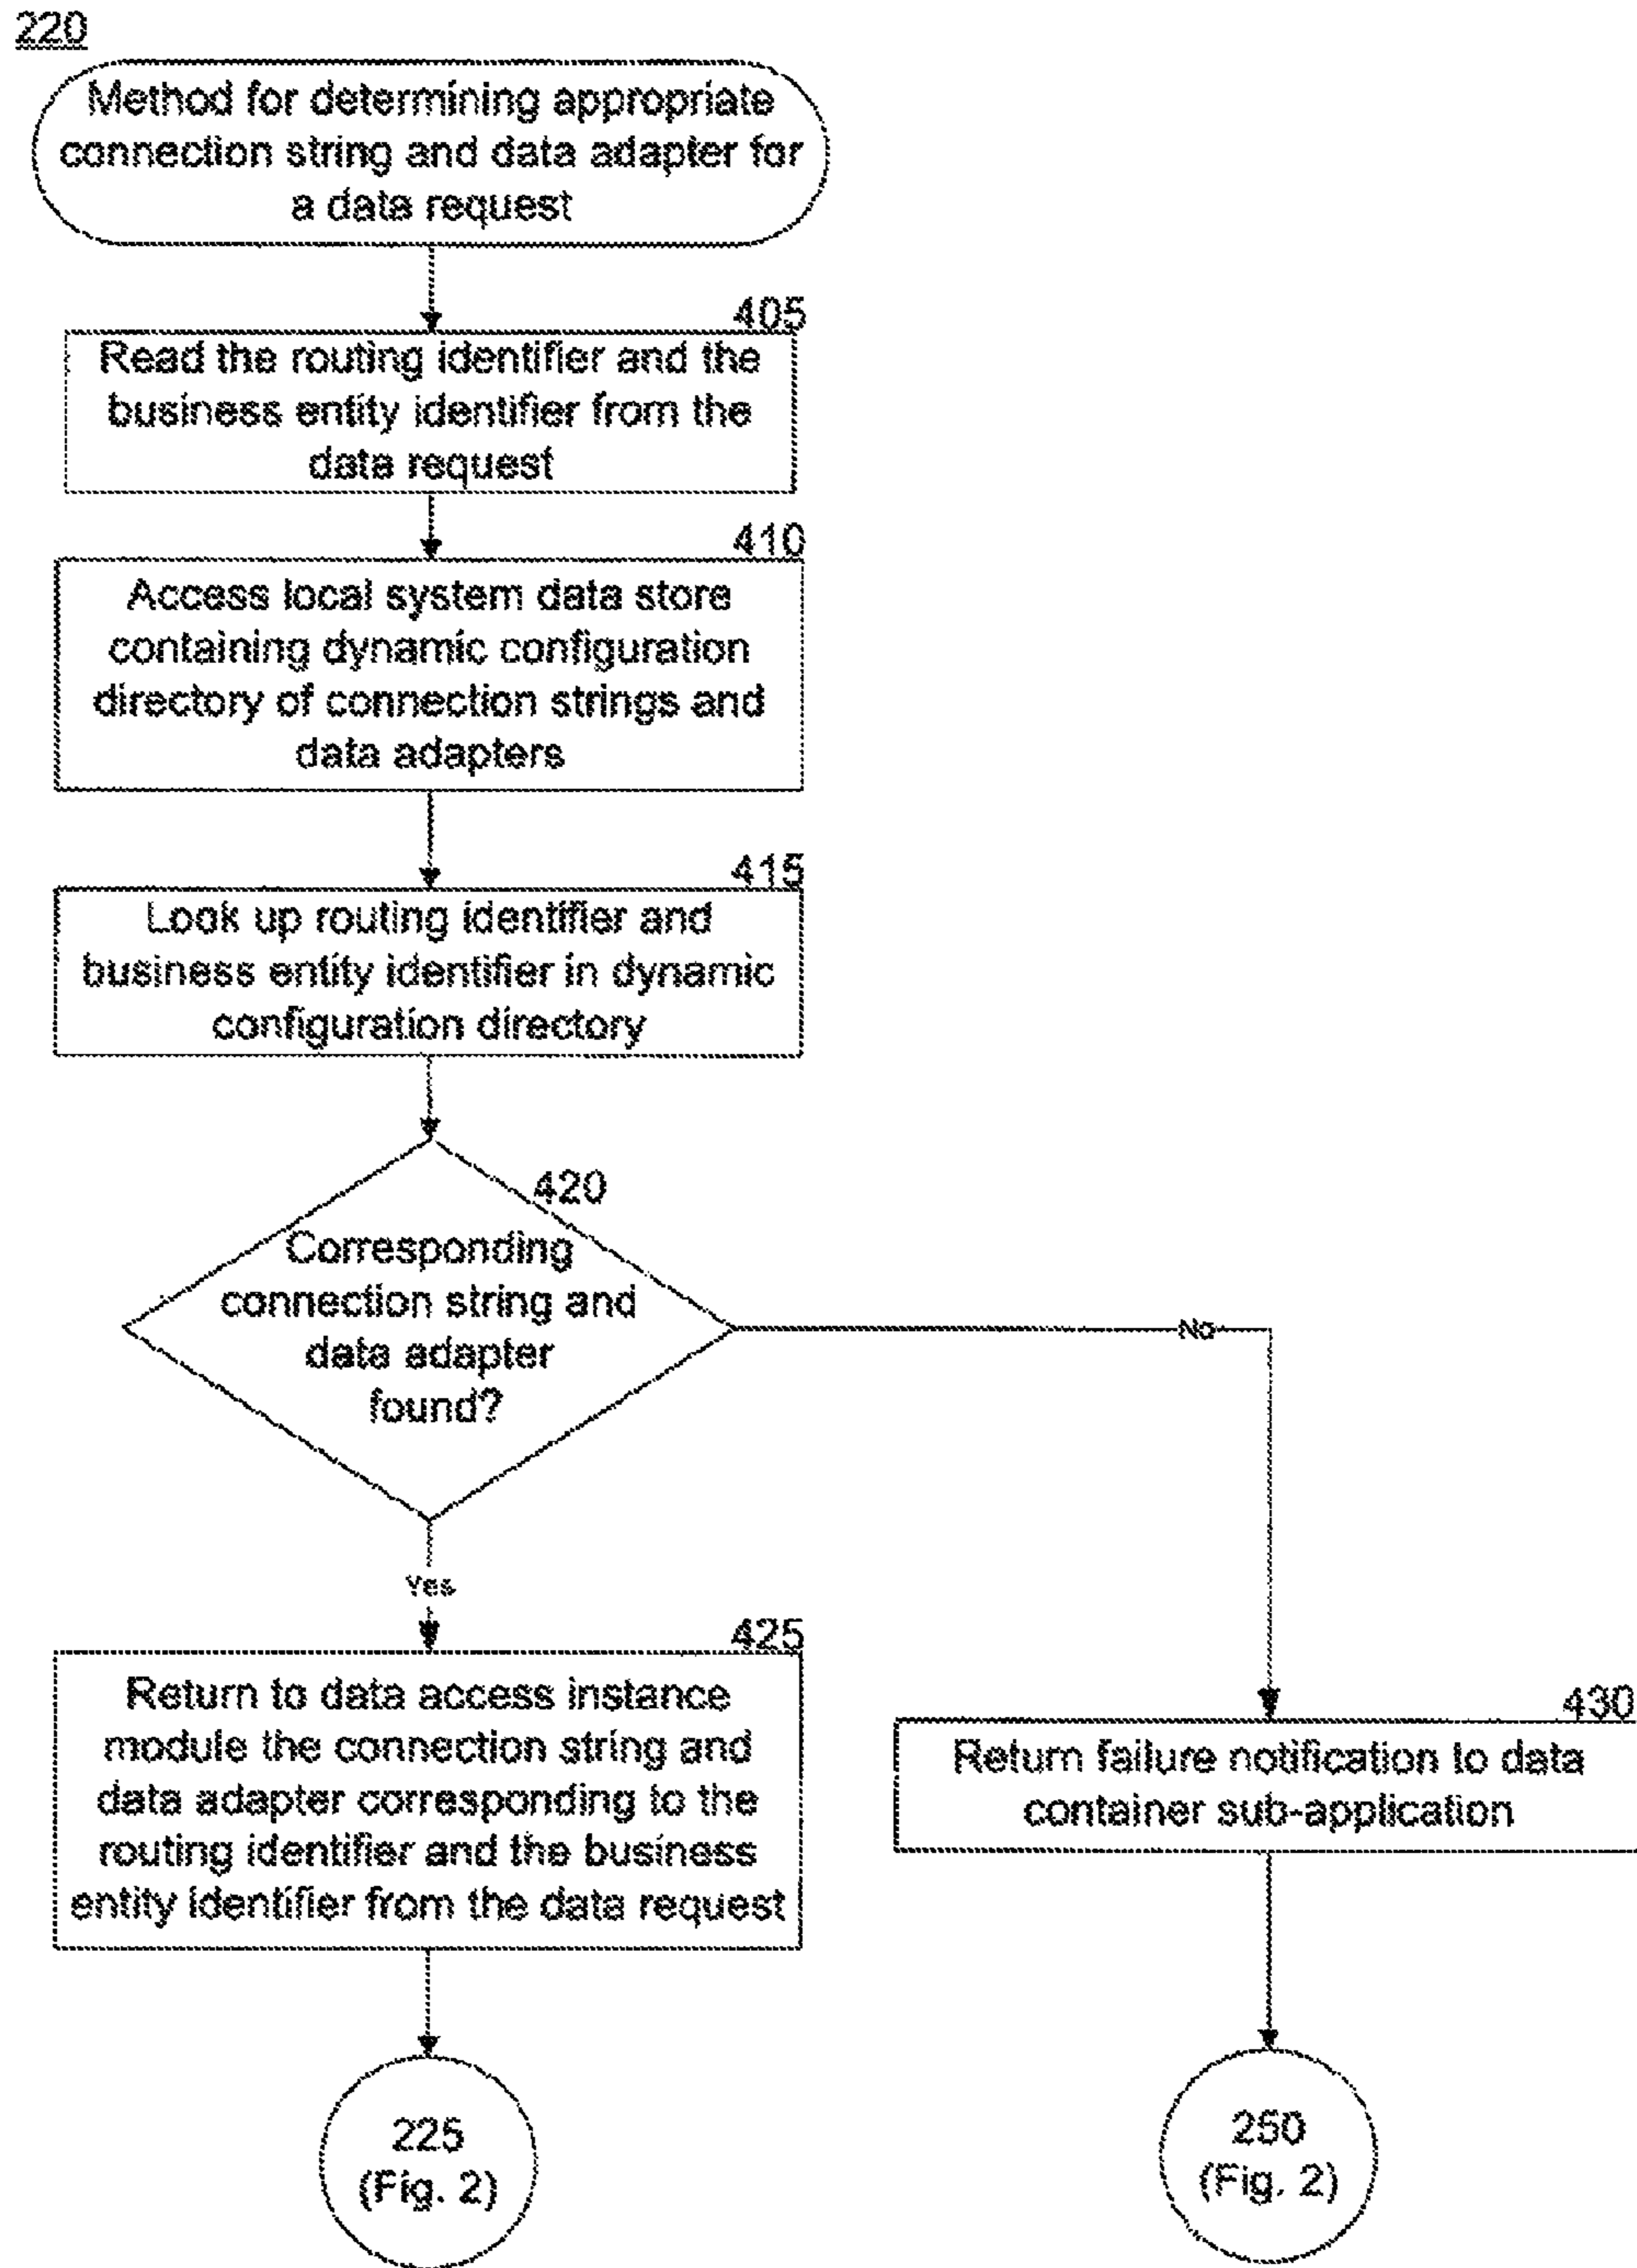 220
Method for determining appropriate
connection string and data adapter for
a data request
405
Read the routing identifier and the
business entity identifier from the
data request
410
Access local system data store
containing dynamic configuration
directory of connection strings and
data adapters
415
Look up routing identifier and
business entity identifier in dynamic
configuration directory
420
Corresponding
connection string and
data adapter
found?
No
Yes
425
Return to data access instance
module the connection string and
data adapter corresponding to the
routing identifier and the business
entity identifier from the data request
430
Return failure notification to data
container sub-application
225
(Fig. 2)
250
(Fig. 2)